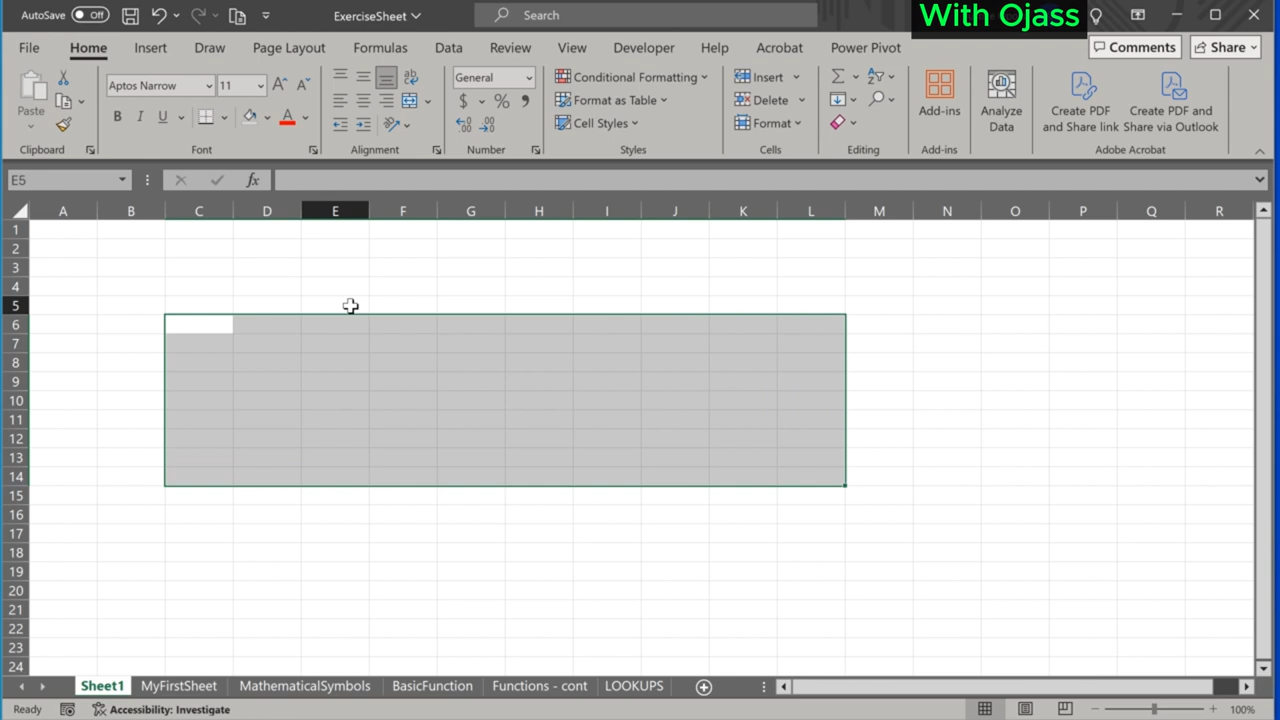 AutoSave Off ExerciseSheet Search With Ojass
File Home Insert Draw Page Layout Formulas Data Review View Developer Help Acrobat Power Pivot Comments Share
Paste Aptos Narrow 11 General Conditional Formatting Insert Add-ins Analyze Create PDF Create PDF and
B I U A $ % , Format as Table Delete Data and Share link Share via Outlook
Cell Styles Format
Clipboard Font Alignment Number Styles Cells Editing Add-ins Adobe Acrobat
E5 fx
A B C D E F G H I J K L M N O P Q R
1
2
3
4
5
6
7
8
9
10
11
12
13
14
15
16
17
18
19
20
21
22
23
24
Sheet1 MyFirstSheet MathematicalSymbols BasicFunction Functions - cont LOOKUPS
Ready Accessibility: Investigate 100%